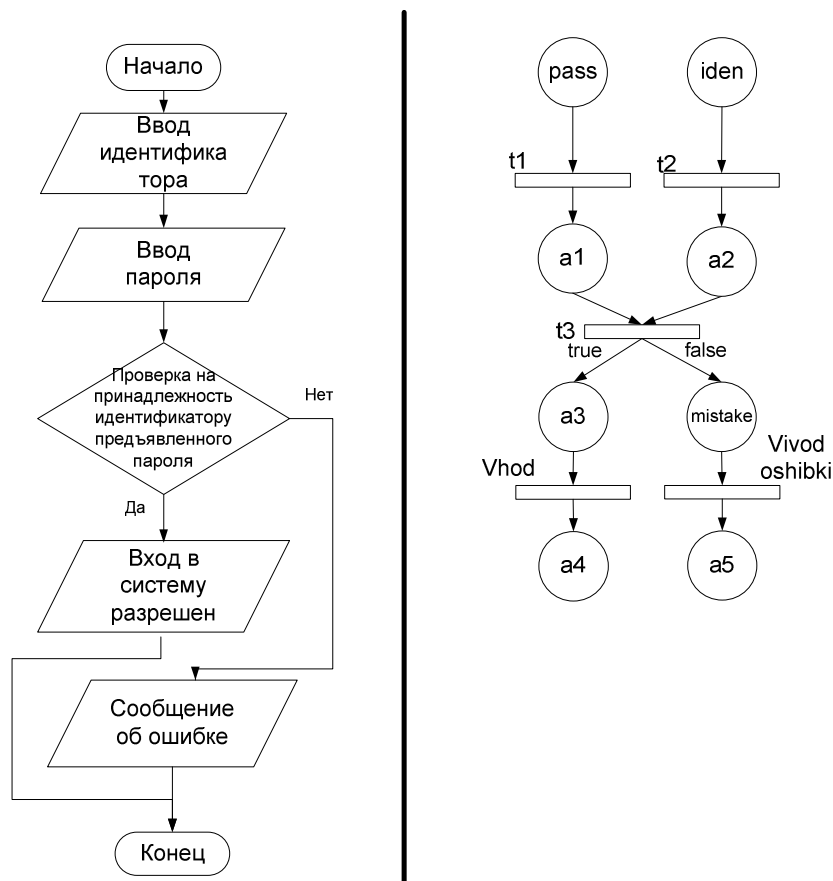 Начало
Ввод
идентифика
тора
Ввод
пароля
Проверка на
принадлежность
идентификатору
предъявленного
пароля
Нет
Да
Вход в
систему
разрешен
Сообщение
об ошибке
Конец
pass
iden
t1
t2
a1
a2
t3
true
false
a3
mistake
Vhod
Vivod
oshibki
a4
a5